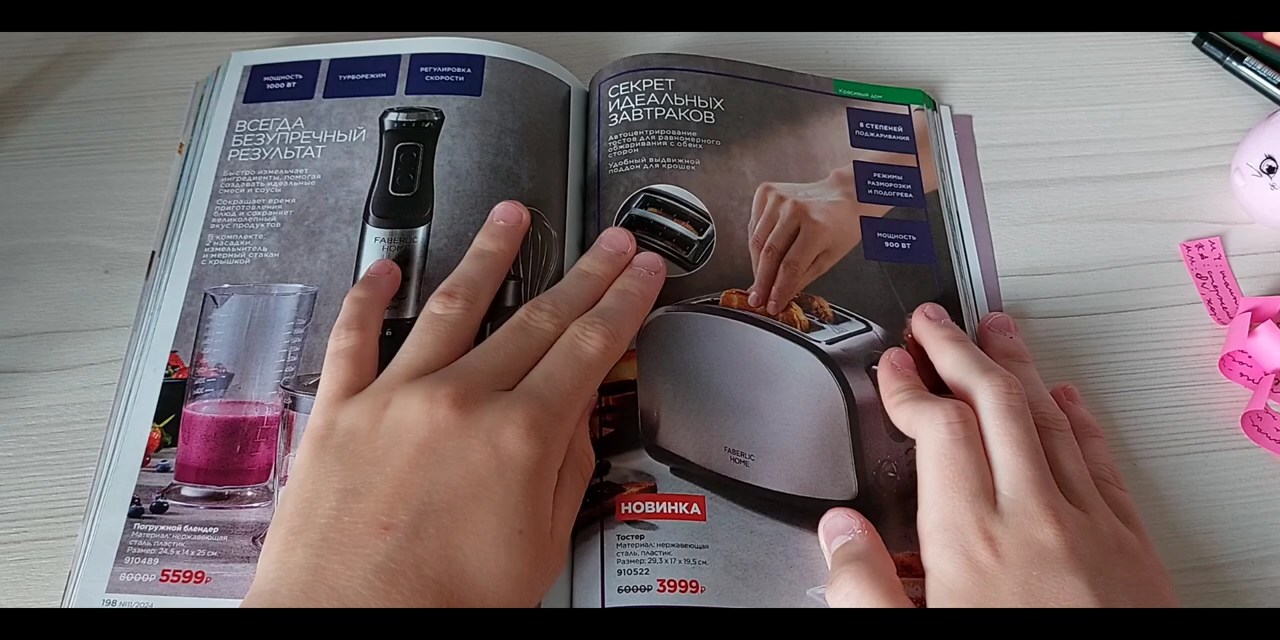 МОЩНОСТЬ
1000 ВТ
ТУРБОРЕЖИМ
РЕГУЛИРОВКА
СКОРОСТИ
ВСЕГДА
БЕЗУПРЕЧНЫЙ
РЕЗУЛЬТАТ
Быстро измельчает
ингредиенты, помогая
создавать идеальные
смеси и соусы
Сокращает время
приготовления
блюд и сохраняет
великолепный
вкус продуктов
В комплекте:
2 насадки,
измельчитель
и мерный стакан
с крышкой
FABERLIC
HOME
Погружной блендер
Материал: нержавеющая
сталь, пластик.
Размер: 24,5 х 14 х 25 см.
910489
8000₽ 5599₽
198 №11/2024
Красивый дом
СЕКРЕТ
ИДЕАЛЬНЫХ
ЗАВТРАКОВ
Автоцентрирование
тостов для равномерного
обжаривания с обеих
сторон
Удобный выдвижной
поддон для крошек
6 СТЕПЕНЕЙ
ПОДЖАРИВАНИЯ
РЕЖИМЫ
РАЗМОРОЗКИ
И ПОДОГРЕВА
МОЩНОСТЬ
900 ВТ
FABERLIC
HOME
НОВИНКА
Тостер
Материал: нержавеющая
сталь, пластик.
Размер: 29,3 х 17 х 19,5 см.
910522
6000₽ 3999₽